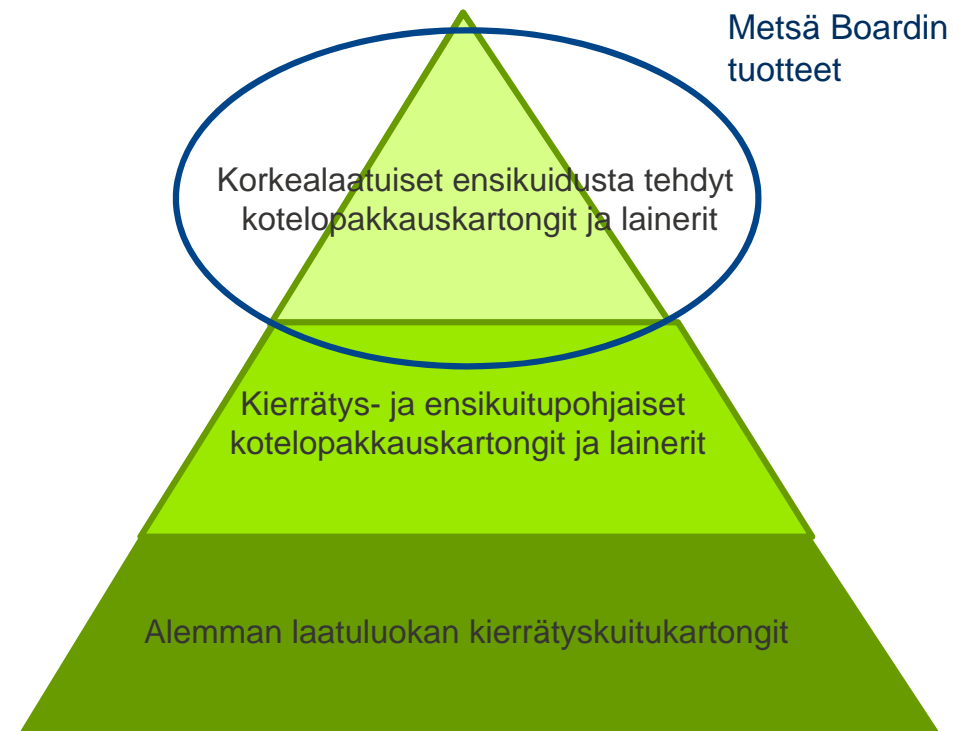 Metsä Boardin
tuotteet
Korkealaatuiset ensikuidusta tehdyt
kotelopakkauskartongit ja lainerit
Kierrätys- ja ensikuitupohjaiset
kotelopakkauskartongit ja lainerit
Alemman laatuluokan kierrätyskuitukartongit